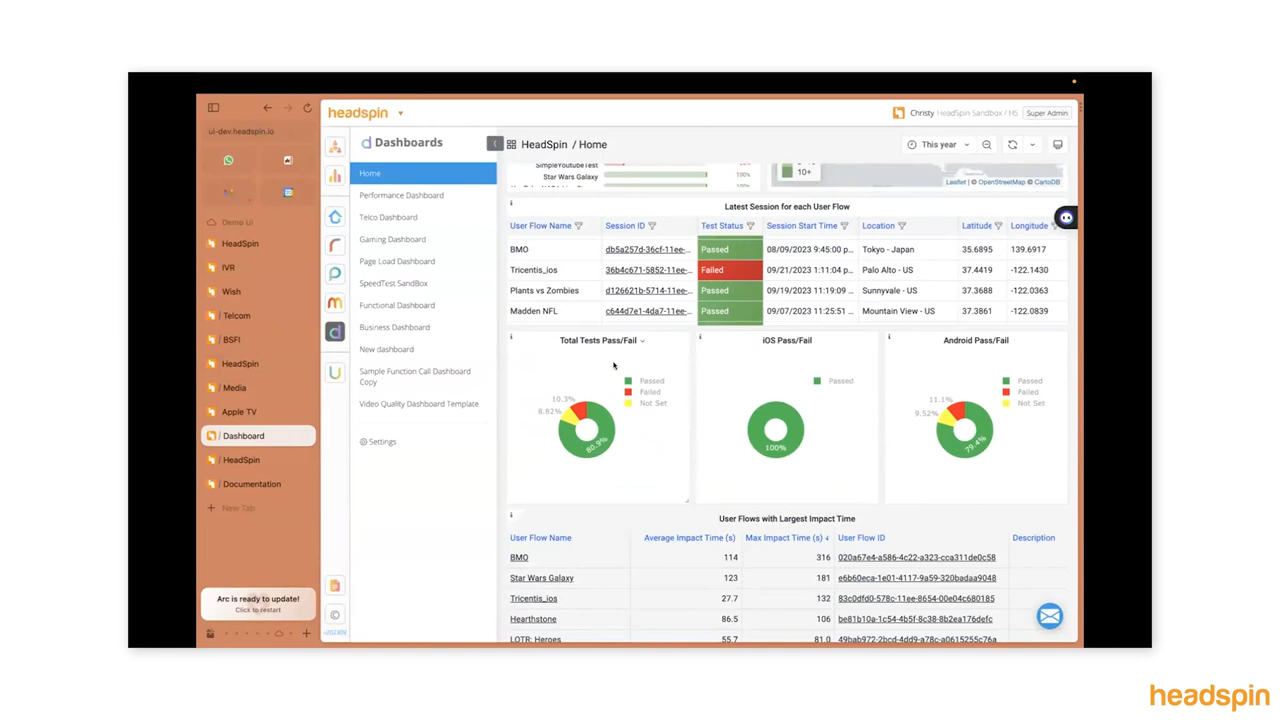 headspin
Christy HeadSpin Sandbox / HS Super Admin
ui-dev.headspin.io
Demo UI
HeadSpin
IVR
Wish
/ Telcom
/ BSFI
/ HeadSpin
/ Media
Apple TV
/ Dashboard
/ HeadSpin
/ Documentation
+ New Tab
Arc is ready to update!
Click to restart
Dashboards
Home
Performance Dashboard
Telco Dashboard
Gaming Dashboard
Page Load Dashboard
SpeedTest SandBox
Functional Dashboard
Business Dashboard
New dashboard
Sample Function Call Dashboard
Copy
Video Quality Dashboard Template
Settings
HeadSpin / Home
This year
SimpleYoutubeTest
Star Wars Galaxy 100%
10+
Leaflet | © OpenStreetMap © CartoDB
Latest Session for each User Flow
User Flow Name Session ID Test Status Session Start Time Location Latitude Longitude
BMO db5a257d-36cf-11ee-... Passed 08/09/2023 9:45:00 p... Tokyo - Japan 35.6895 139.6917
Tricentis_ios 36b4c671-5852-11ee-... Failed 09/21/2023 1:11:04 p... Palo Alto - US 37.4419 -122.1430
Plants vs Zombies d126621b-5714-11ee-... Passed 09/19/2023 11:19:09 ... Sunnyvale - US 37.3688 -122.0363
Madden NFL c644d7e1-4da7-11ee-... Passed 09/07/2023 11:25:51 ... Mountain View - US 37.3861 -122.0839
Total Tests Pass/Fail
Passed
Failed
Not Set
10.3%
8.82%
80.9%
iOS Pass/Fail
Passed
100%
Android Pass/Fail
Passed
Failed
Not Set
11.1%
9.52%
79.4%
User Flows with Largest Impact Time
User Flow Name Average Impact Time (s) Max Impact Time (s) User Flow ID Description
BMO 114 316 020a67e4-a586-4c22-a323-cca311de0c58
Star Wars Galaxy 123 181 e6b60eca-1e01-4117-9a59-320badaa9048
Tricentis_ios 27.7 132 83c0dfd0-578c-11ee-8654-00e04c680185
Hearthstone 86.5 106 be81b10a-1c54-4b5f-8c38-8b2ea176defc
LOTR: Heroes 55.7 81.0 49bab972-2bcd-4dd9-a78c-a0615255c76a
headspin